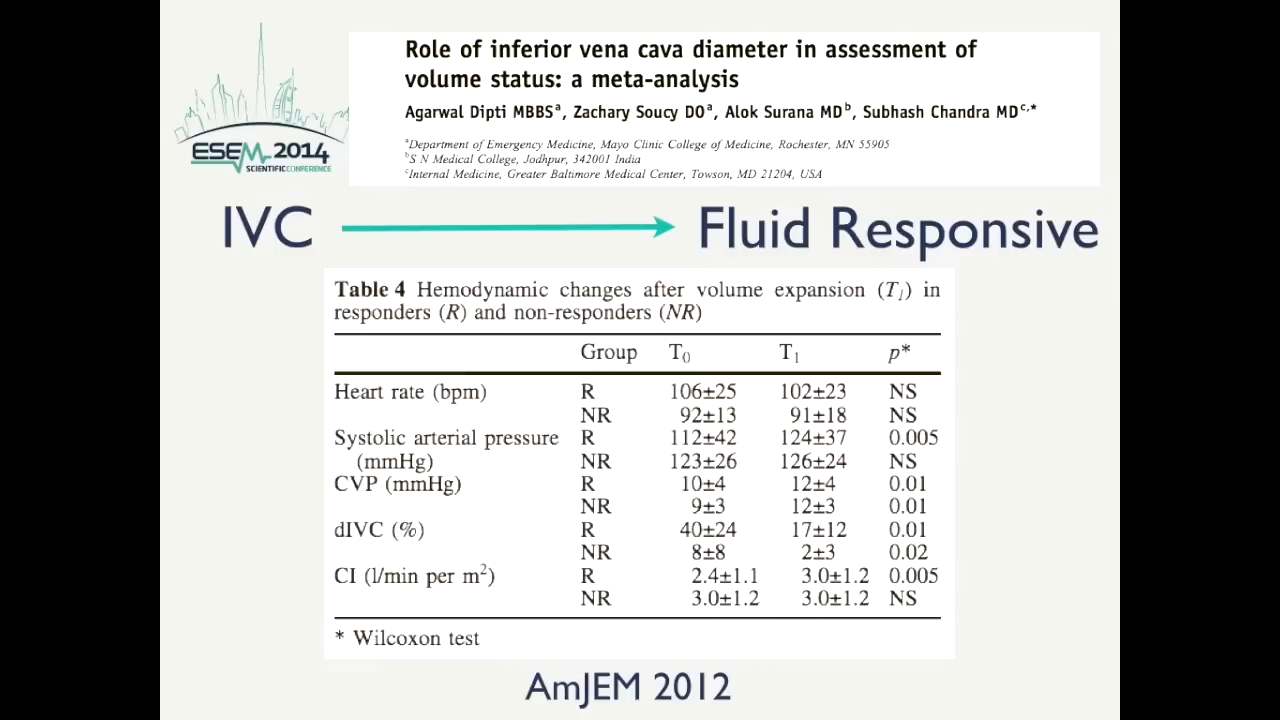 Role of inferior vena cava diameter in assessment of
volume status: a meta-analysis
Agarwal Dipti MBBSᵃ, Zachary Soucy DOᵃ, Alok Surana MDᵇ, Subhash Chandra MDᶜ,*
ᵃDepartment of Emergency Medicine, Mayo Clinic College of Medicine, Rochester, MN 55905
ᵇS N Medical College, Jodhpur, 342001 India
ᶜInternal Medicine, Greater Baltimore Medical Center, Towson, MD 21204, USA
ESEM 2014
SCIENTIFIC CONFERENCE
IVC Fluid Responsive
Table 4 Hemodynamic changes after volume expansion (T₁) in
responders (R) and non-responders (NR)
Group T₀ T₁ p*
Heart rate (bpm) R 106±25 102±23 NS
NR 92±13 91±18 NS
Systolic arterial pressure R 112±42 124±37 0.005
(mmHg) NR 123±26 126±24 NS
CVP (mmHg) R 10±4 12±4 0.01
NR 9±3 12±3 0.01
dIVC (%) R 40±24 17±12 0.01
NR 8±8 2±3 0.02
CI (l/min per m²) R 2.4±1.1 3.0±1.2 0.005
NR 3.0±1.2 3.0±1.2 NS
* Wilcoxon test
AmJEM 2012